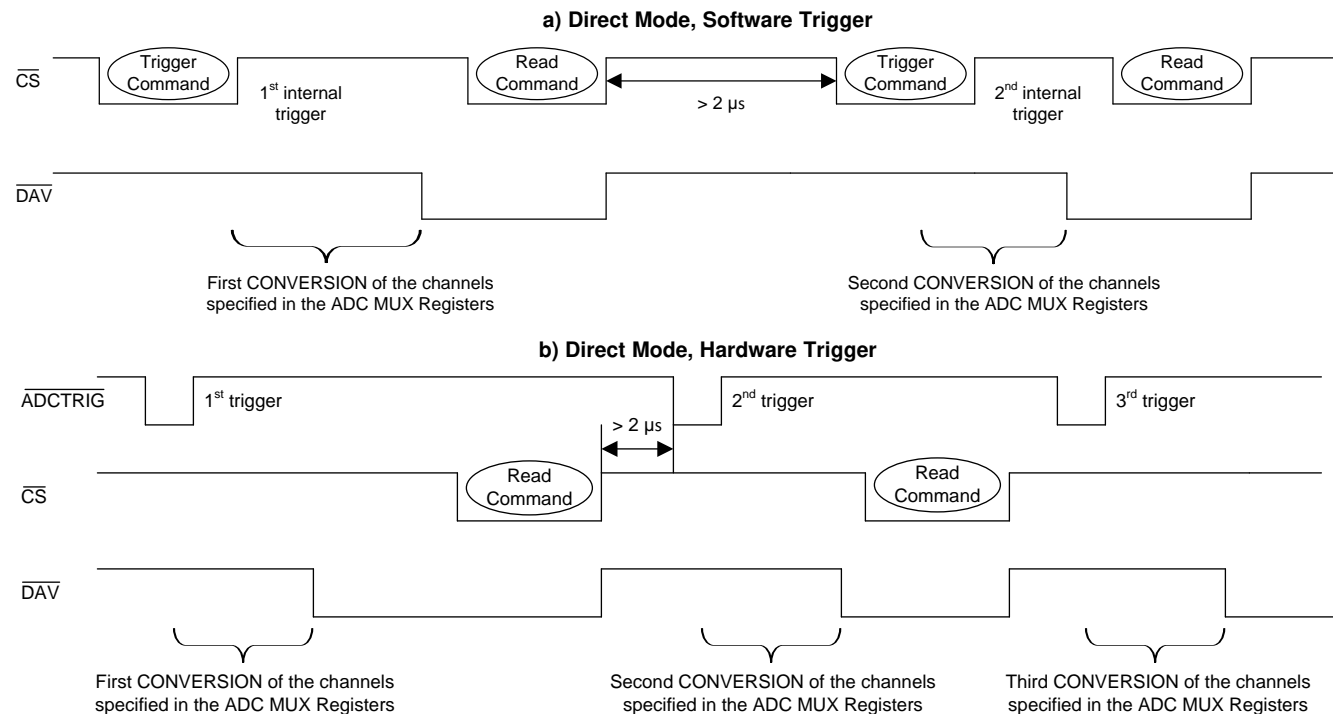 a) Direct Mode, Software Trigger
CS
Trigger
Command
1st internal
trigger
Read
Command
> 2 µs
Trigger
Command
2nd internal
trigger
Read
Command
DAV
First CONVERSION of the channels
specified in the ADC MUX Registers
Second CONVERSION of the channels
specified in the ADC MUX Registers
b) Direct Mode, Hardware Trigger
ADCTRIG
1st trigger
> 2 µs
2nd trigger
3rd trigger
CS
Read
Command
Read
Command
DAV
First CONVERSION of the channels
specified in the ADC MUX Registers
Second CONVERSION of the channels
specified in the ADC MUX Registers
Third CONVERSION of the channels
specified in the ADC MUX Registers